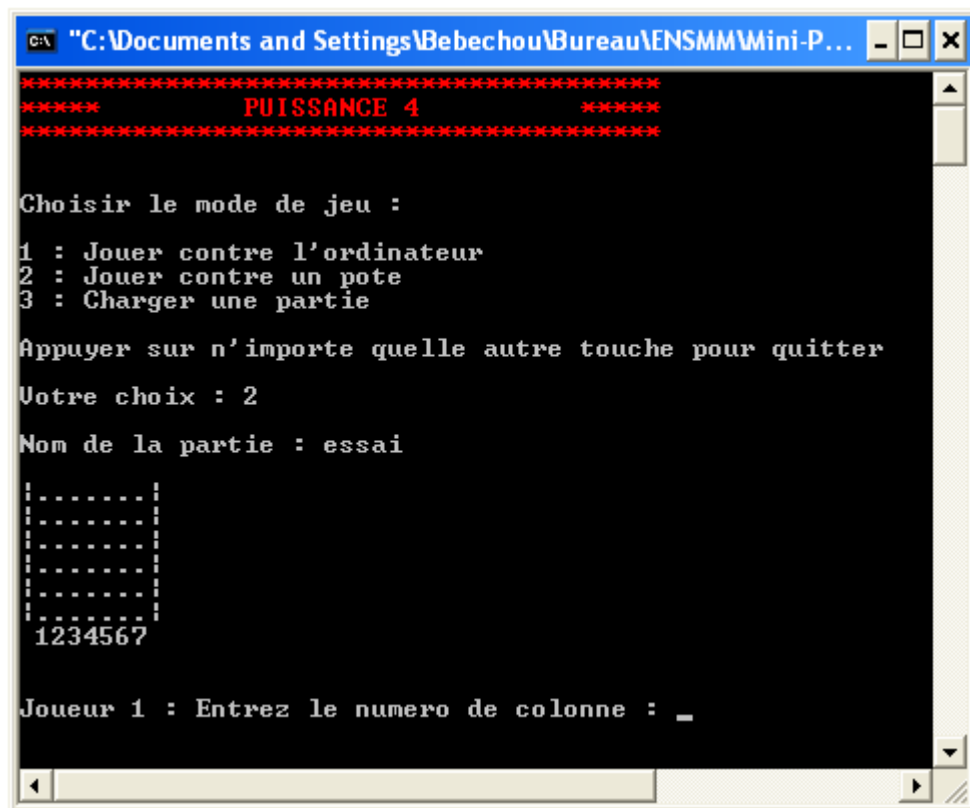 "C:\Documents and Settings\Bebechou\Bureau\ENSMM\Mini-P...
****************************************
***** PUISSANCE 4 *****
****************************************
Choisir le mode de jeu :
1 : Jouer contre l'ordinateur
2 : Jouer contre un pote
3 : Charger une partie
Appuyer sur n'importe quelle autre touche pour quitter
Votre choix : 2
Nom de la partie : essai
¦.......¦
¦.......¦
¦.......¦
¦.......¦
¦.......¦
¦.......¦
1234567
Joueur 1 : Entrez le numero de colonne : _